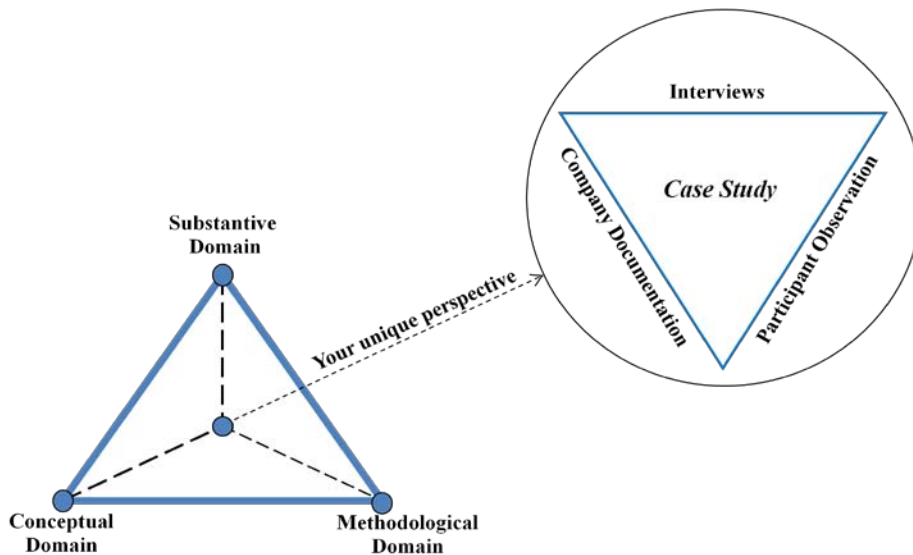 Interviews
Case Study
Company Documentation
Participant Observation
Substantive
Domain
Your unique perspective
Conceptual
Domain
Methodological
Domain